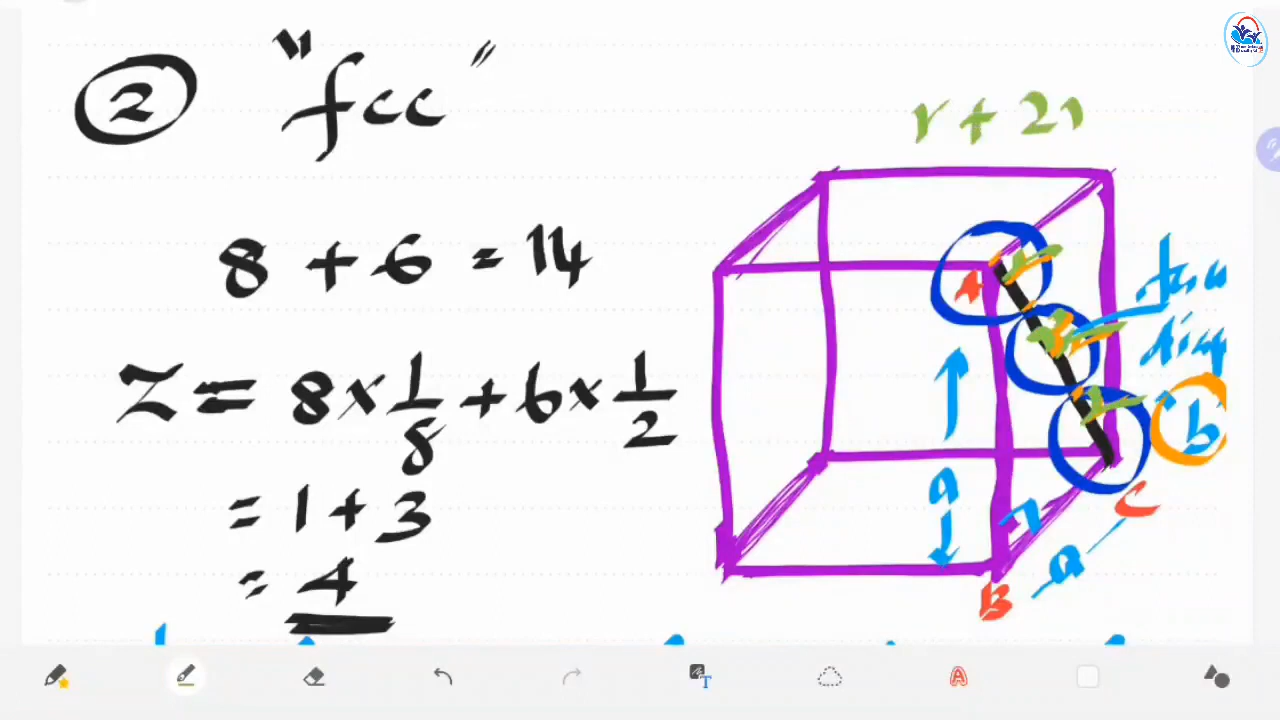 ② "fcc"
r + 2r
8 + 6 = 14
Z = 8 × 1/8 + 6 × 1/2
= 1 + 3
= 4
A
r
r
a
b
C
a
B